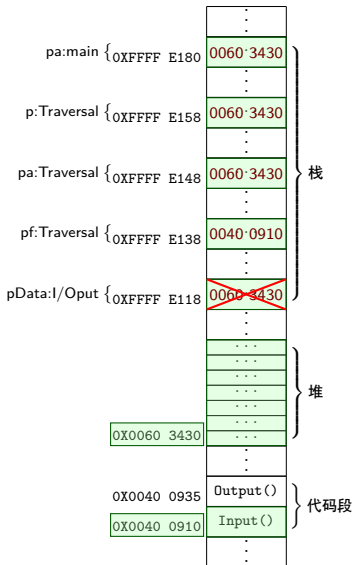 pa:main { 0XFFFF E180 0060 3430
p:Traversal { 0XFFFF E158 0060 3430
pa:Traversal { 0XFFFF E148 0060 3430
栈
pf:Traversal { 0XFFFF E138 0040 0910
pData:I/Oput { 0XFFFF E118 0060 3430
...
...
...
...
堆
...
...
0X0060 3430 ...
0X0040 0935 Output()
代码段
0X0040 0910 Input()